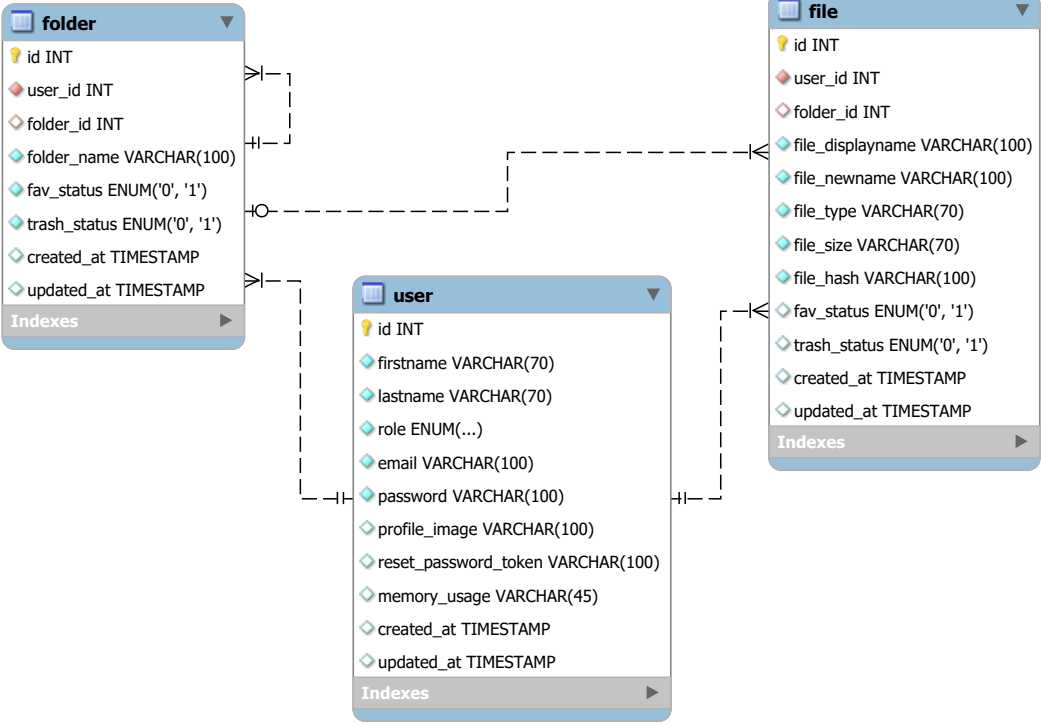 folder
id INT
user_id INT
folder_id INT
folder_name VARCHAR(100)
fav_status ENUM('0', '1')
trash_status ENUM('0', '1')
created_at TIMESTAMP
updated_at TIMESTAMP
Indexes
file
id INT
user_id INT
folder_id INT
file_displayname VARCHAR(100)
file_newname VARCHAR(100)
file_type VARCHAR(70)
file_size VARCHAR(70)
file_hash VARCHAR(100)
fav_status ENUM('0', '1')
trash_status ENUM('0', '1')
created_at TIMESTAMP
updated_at TIMESTAMP
Indexes
user
id INT
firstname VARCHAR(70)
lastname VARCHAR(70)
role ENUM(...)
email VARCHAR(100)
password VARCHAR(100)
profile_image VARCHAR(100)
reset_password_token VARCHAR(100)
memory_usage VARCHAR(45)
created_at TIMESTAMP
updated_at TIMESTAMP
Indexes